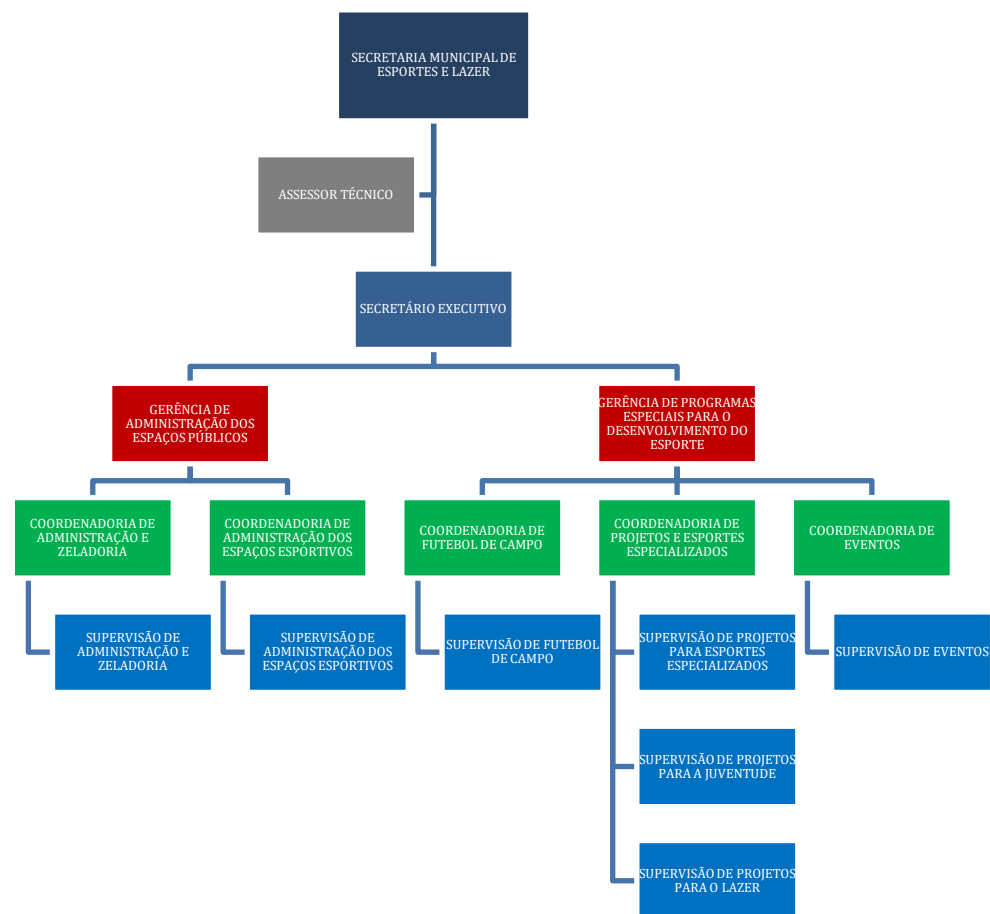 SECRETARIA MUNICIPAL DE
ESPORTES E LAZER
ASSESSOR TÉCNICO
SECRETÁRIO EXECUTIVO
GERÊNCIA DE
ADMINISTRAÇÃO DOS
ESPAÇOS PÚBLICOS
GERÊNCIA DE PROGRAMAS
ESPECIAIS PARA O
DESENVOLVIMENTO DO
ESPORTE
COORDENADORIA DE
ADMINISTRAÇÃO E
ZELADORIA
COORDENADORIA DE
ADMINISTRAÇÃO DOS
ESPAÇOS ESPORTIVOS
COORDENADORIA DE
FUTEBOL DE CAMPO
COORDENADORIA DE
PROJETOS E ESPORTES
ESPECIALIZADOS
COORDENADORIA DE
EVENTOS
SUPERVISÃO DE
ADMINISTRAÇÃO E
ZELADORIA
SUPERVISÃO DE
ADMINISTRAÇÃO DOS
ESPAÇOS ESPORTIVOS
SUPERVISÃO DE FUTEBOL
DE CAMPO
SUPERVISÃO DE PROJETOS
PARA ESPORTES
ESPECIALIZADOS
SUPERVISÃO DE EVENTOS
SUPERVISÃO DE PROJETOS
PARA A JUVENTUDE
SUPERVISÃO DE PROJETOS
PARA O LAZER